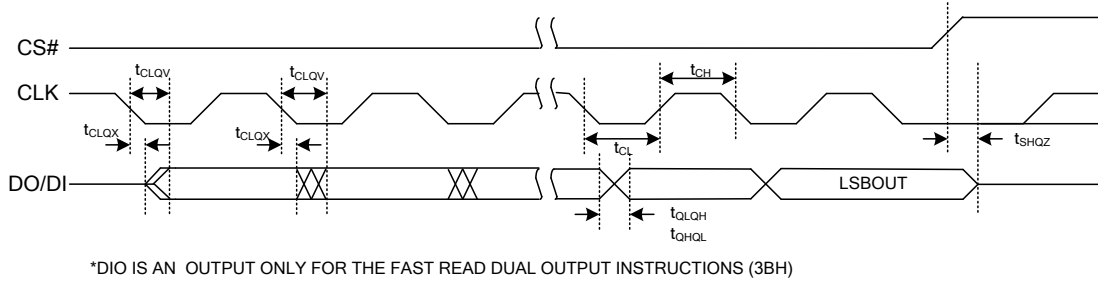 CS#
tCLQV tCLQV tCH
CLK
tCLQX tCLQX tCL tSHQZ
DO/DI LSBOUT
tQLQH
tQHQL
*DIO IS AN OUTPUT ONLY FOR THE FAST READ DUAL OUTPUT INSTRUCTIONS (3BH)